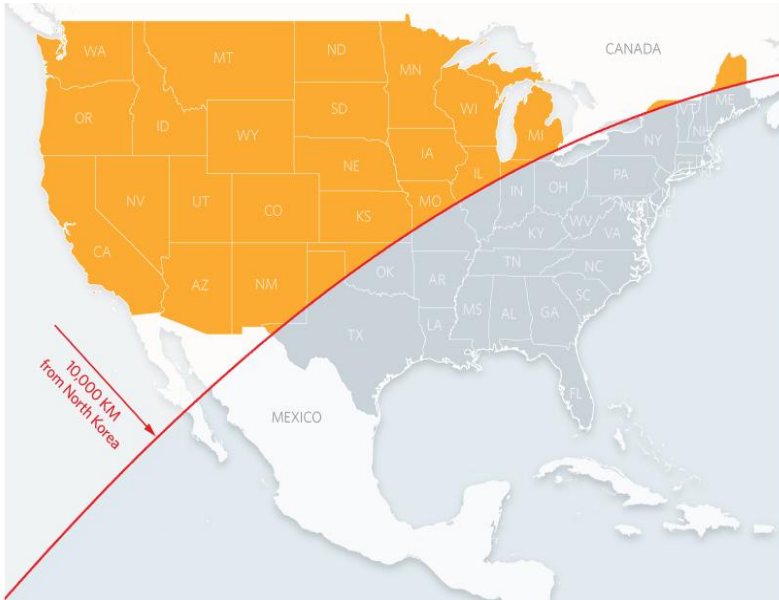 CANADA
WA
MT
ND
MN
OR
ID
SD
WI
WY
MI
ME
VT
NH
NY
IA
NE
NV
UT
CO
KS
MO
IL
IN
OH
PA
WV
VA
KY
CA
AZ
NM
OK
AR
TN
NC
SC
MS
AL
GA
TX
LA
FL
10,000 KM
from North Korea
MEXICO